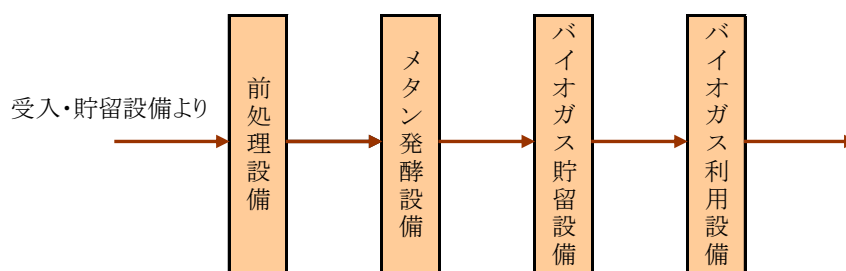 受入・貯留設備より
前処理設備
メタン発酵設備
バイオガス貯留設備
バイオガス利用設備